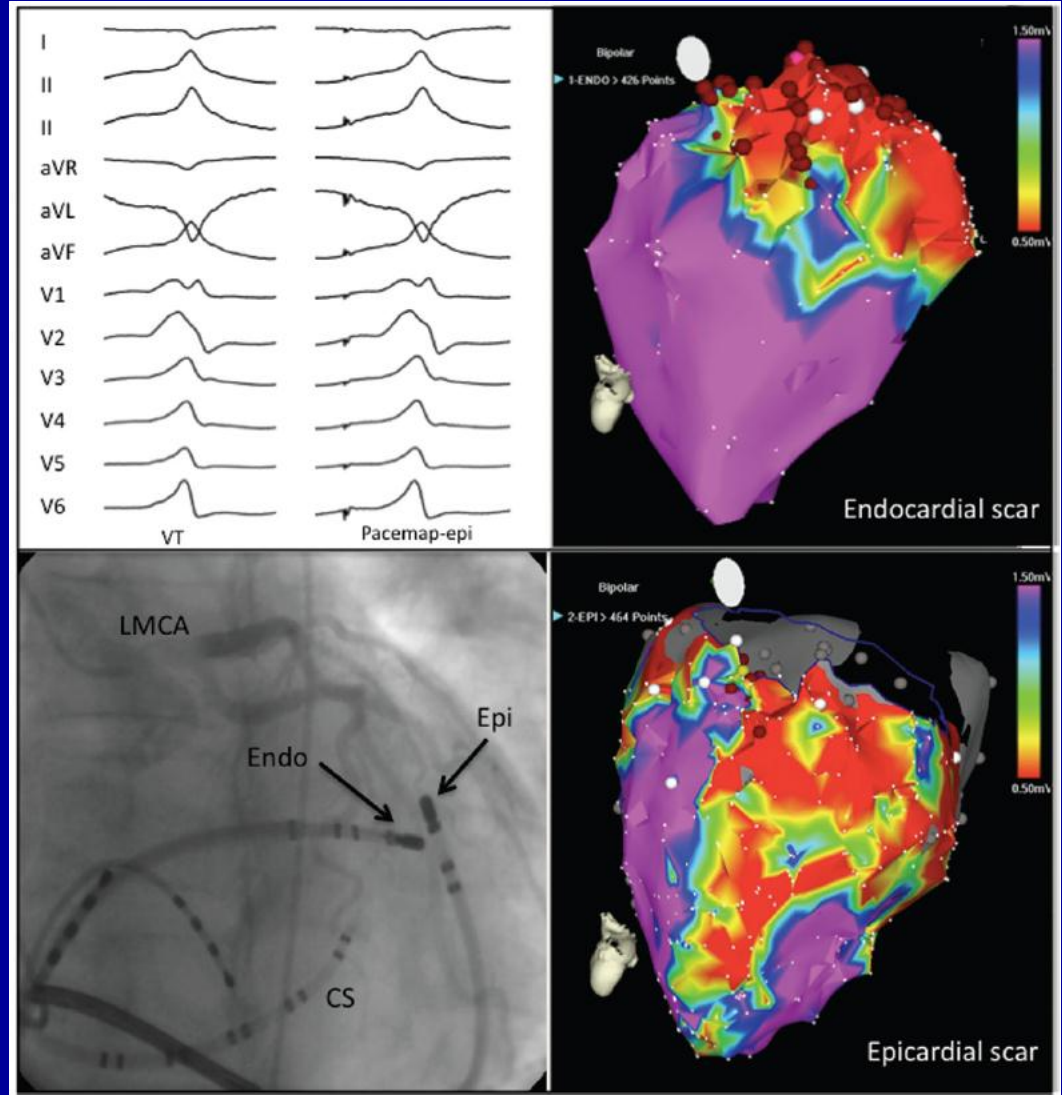 I
II
II
aVR
aVL
aVF
V1
V2
V3
V4
V5
V6
VT
Pacemap-epi
Bipolar
1-ENDO > 426 Points
1.50mV
0.50mV
Endocardial scar
LMCA
Endo
Epi
CS
Bipolar
2-EPI > 464 Points
1.50mV
0.50mV
Epicardial scar